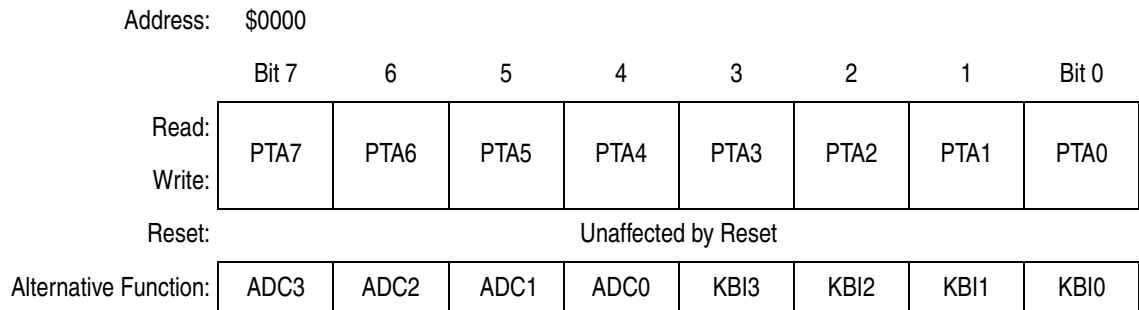 Address: $0000
Bit 7 6 5 4 3 2 1 Bit 0
Read:
PTA7 PTA6 PTA5 PTA4 PTA3 PTA2 PTA1 PTA0
Write:
Reset: Unaffected by Reset
Alternative Function: ADC3 ADC2 ADC1 ADC0 KBI3 KBI2 KBI1 KBI0